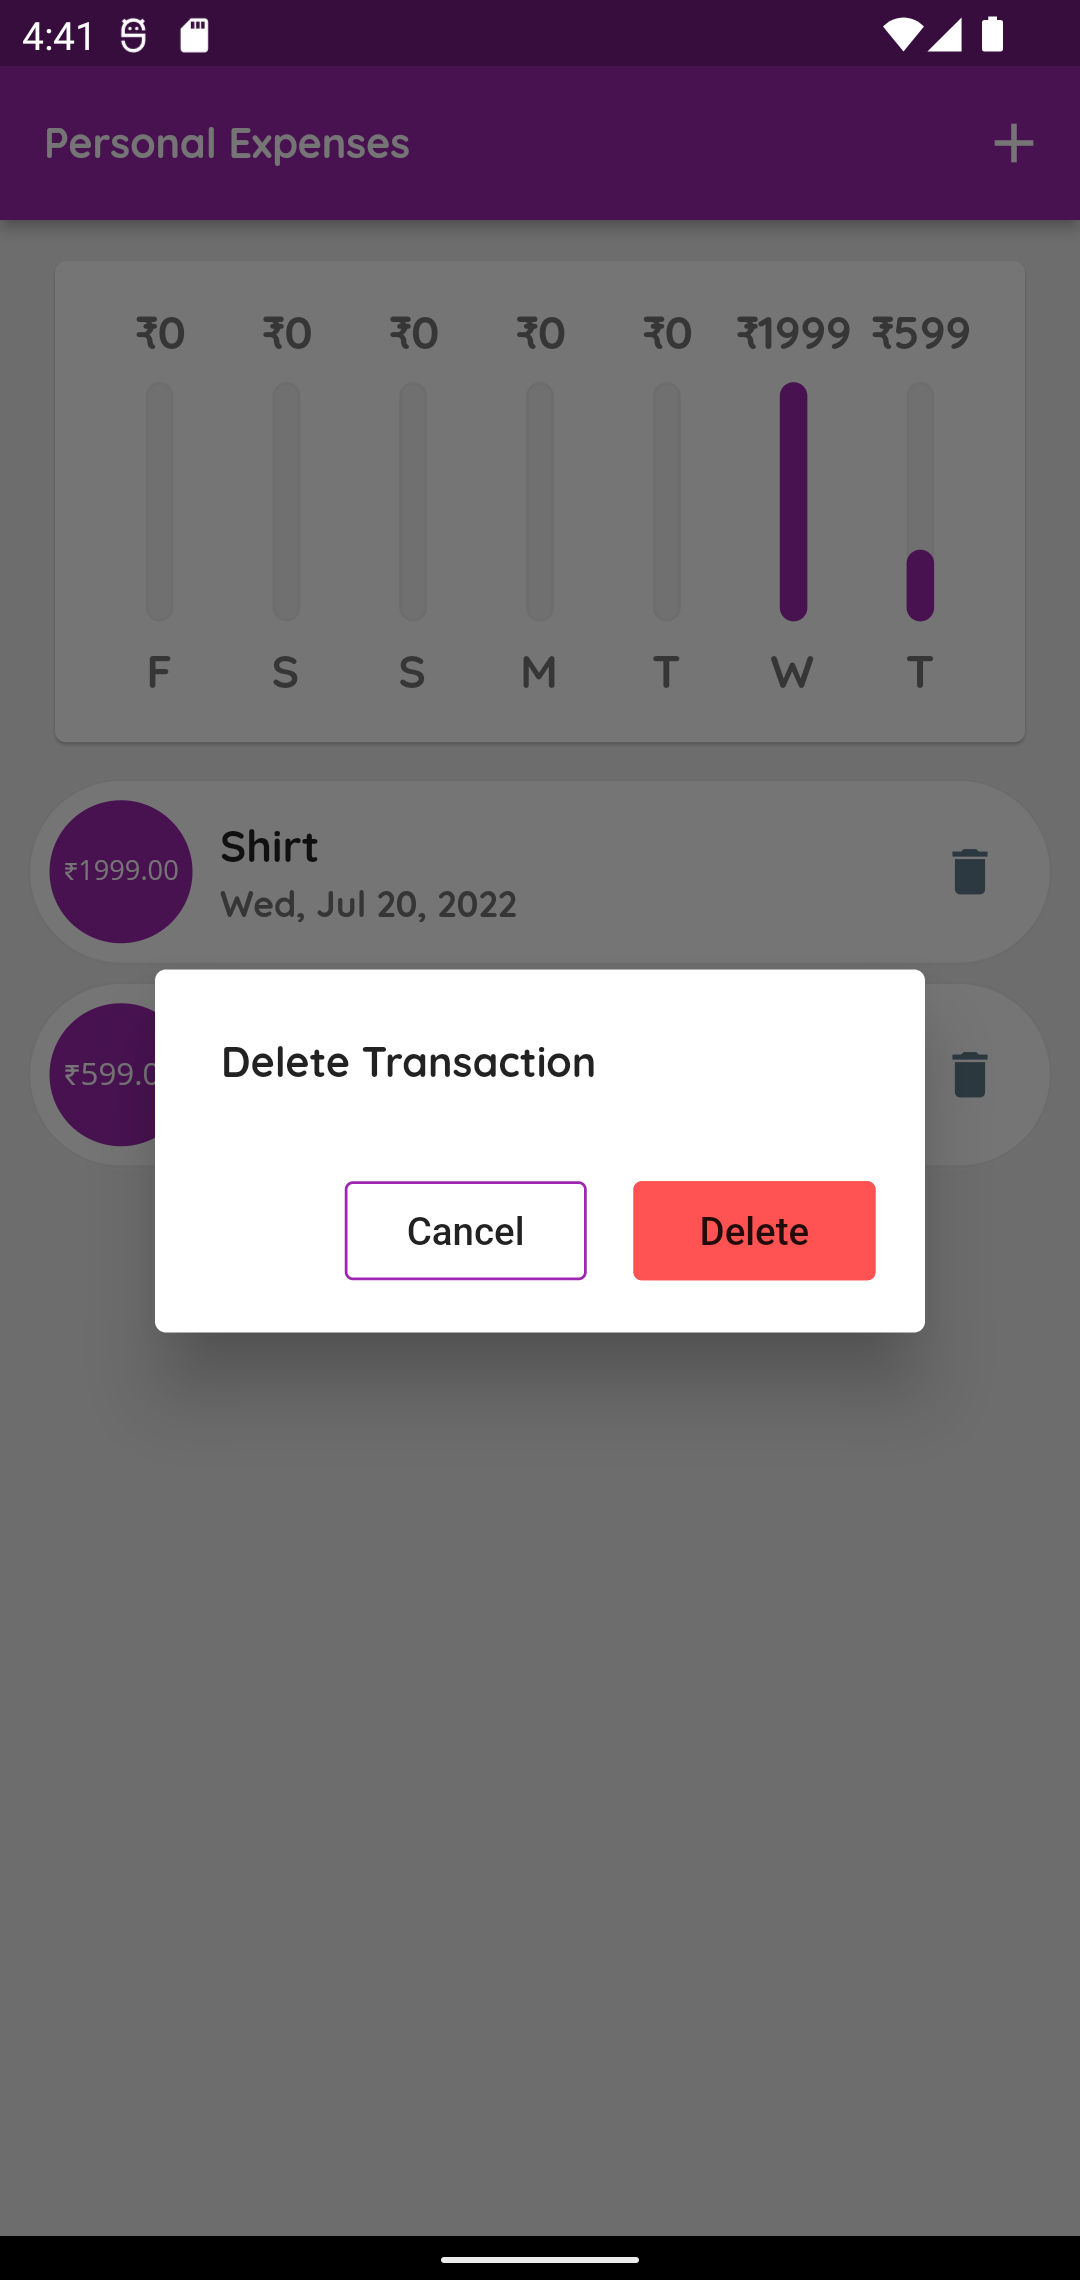 4:41
Personal Expenses
₹0 ₹0 ₹0 ₹0 ₹0 ₹1999 ₹599
F S S M T W T
₹1999.00
Shirt
Wed, Jul 20, 2022
₹599.0
Delete Transaction
Cancel Delete